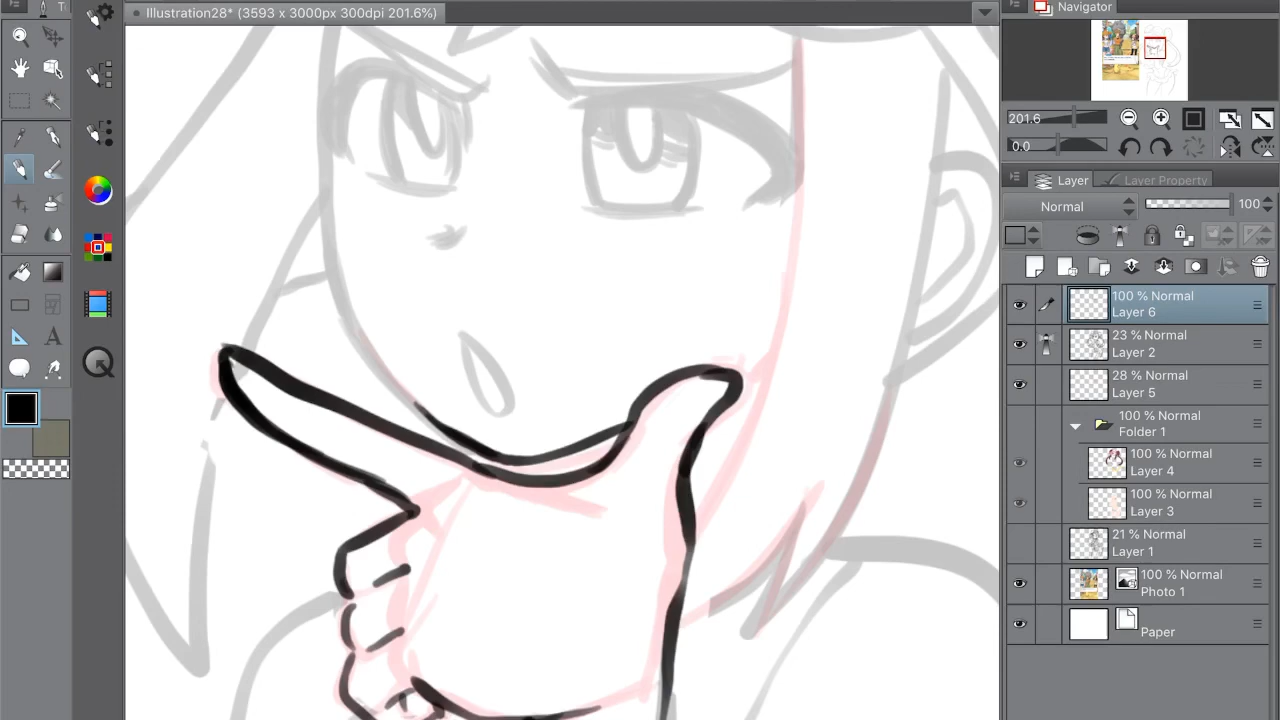 Illustration28* (3593 x 3000px 300dpi 201.6%)
Navigator
201.6
0.0
Layer
Layer Property
Normal
100
100 % Normal
Layer 6
23 % Normal
Layer 2
28 % Normal
Layer 5
100 % Normal
Folder 1
100 % Normal
Layer 4
100 % Normal
Layer 3
21 % Normal
Layer 1
100 % Normal
Photo 1
Paper